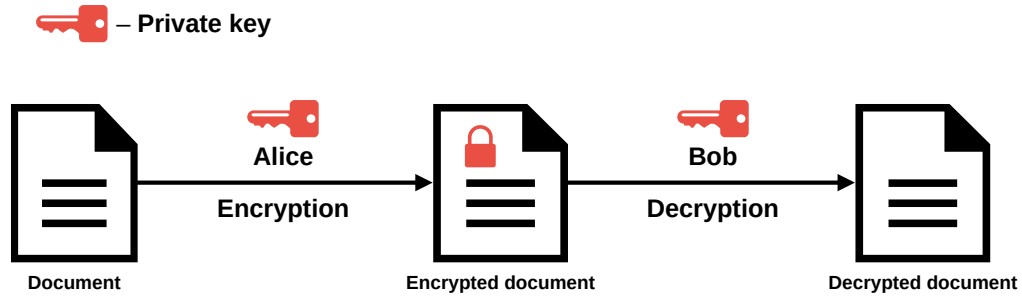 – Private key
Alice
Encryption
Bob
Decryption
Document
Encrypted document
Decrypted document